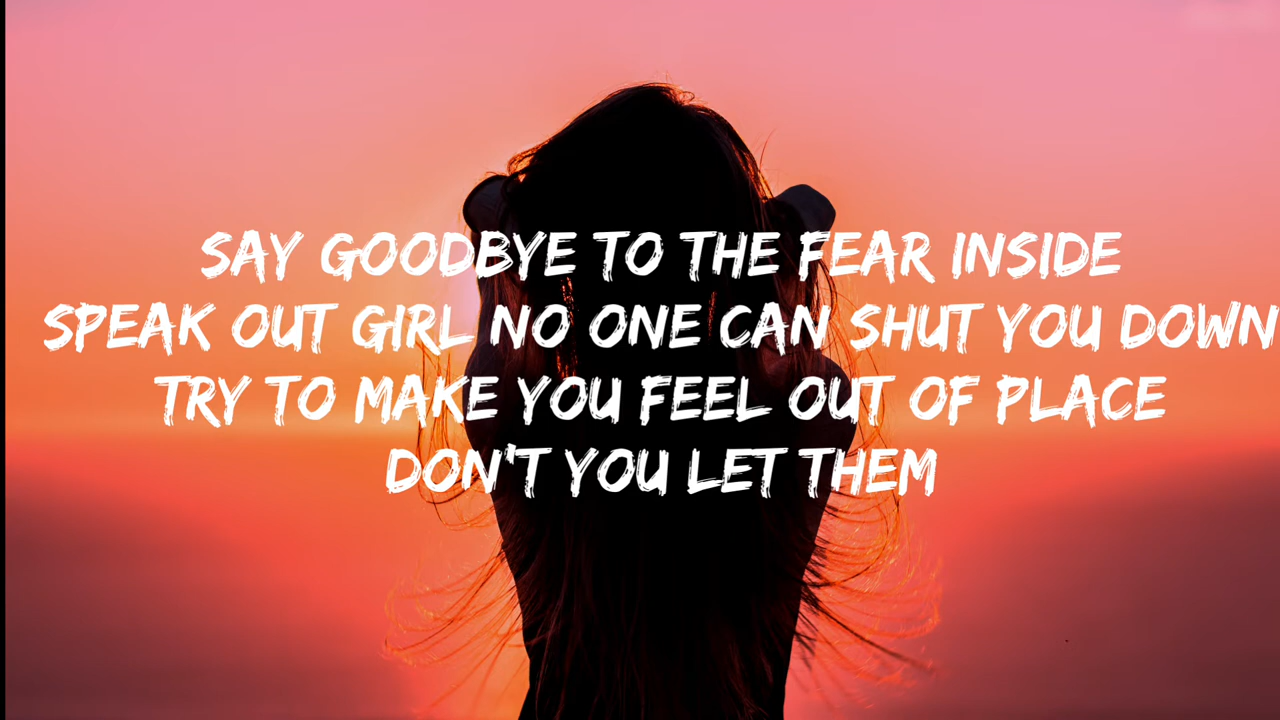 SAY GOODBYE TO THE FEAR INSIDE
SPEAK OUT GIRL NO ONE CAN SHUT YOU DOWN
TRY TO MAKE YOU FEEL OUT OF PLACE
DON'T YOU LET THEM